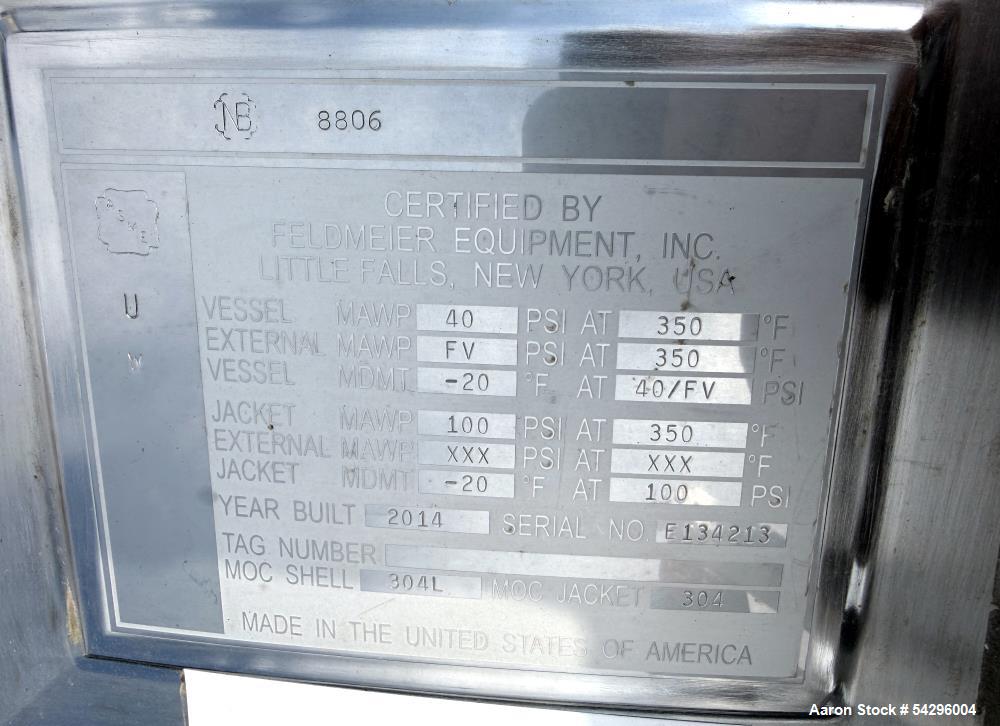 NB 8806
ASME
U
W
CERTIFIED BY
FELDMEIER EQUIPMENT, INC.
LITTLE FALLS, NEW YORK, USA
VESSEL MAWP 40 PSI AT 350 °F
EXTERNAL MAWP FV PSI AT 350 °F
VESSEL MDMT -20 °F AT 40/FV PSI
JACKET MAWP 100 PSI AT 350 °F
EXTERNAL MAWP XXX PSI AT XXX °F
JACKET MDMT -20 °F AT 100 PSI
YEAR BUILT 2014 SERIAL NO. E134213
TAG NUMBER
MOC SHELL 304L MOC JACKET 304
MADE IN THE UNITED STATES OF AMERICA
Aaron Stock # 54296004